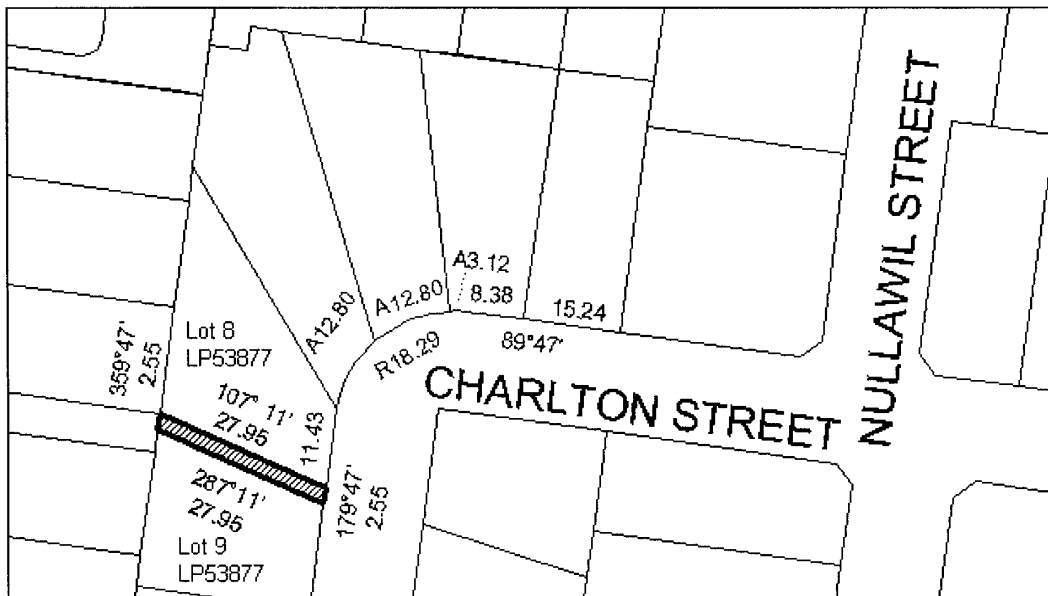 NULLAWIL STREET
A3.12
8.38
15.24
89°47'
A12.80
A12.80
R18.29
CHARLTON STREET
Lot 8
LP53877
359°47'
2.55
107° 11'
27.95
11.43
287°11'
27.95
179°47'
2.55
Lot 9
LP53877